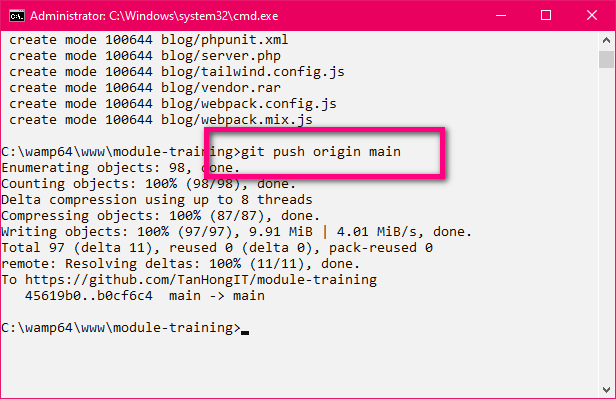 Administrator: C:\Windows\system32\cmd.exe
create mode 100644 blog/phpunit.xml
create mode 100644 blog/server.php
create mode 100644 blog/tailwind.config.js
create mode 100644 blog/vendor.rar
create mode 100644 blog/webpack.config.js
create mode 100644 blog/webpack.mix.js
C:\wamp64\www\module-training>git push origin main
Enumerating objects: 98, done.
Counting objects: 100% (98/98), done.
Delta compression using up to 8 threads
Compressing objects: 100% (87/87), done.
Writing objects: 100% (97/97), 9.91 MiB | 4.01 MiB/s, done.
Total 97 (delta 11), reused 0 (delta 0), pack-reused 0
remote: Resolving deltas: 100% (11/11), done.
To https://github.com/TanHongIT/module-training
45619b0..b0cf6c4  main -> main
C:\wamp64\www\module-training>